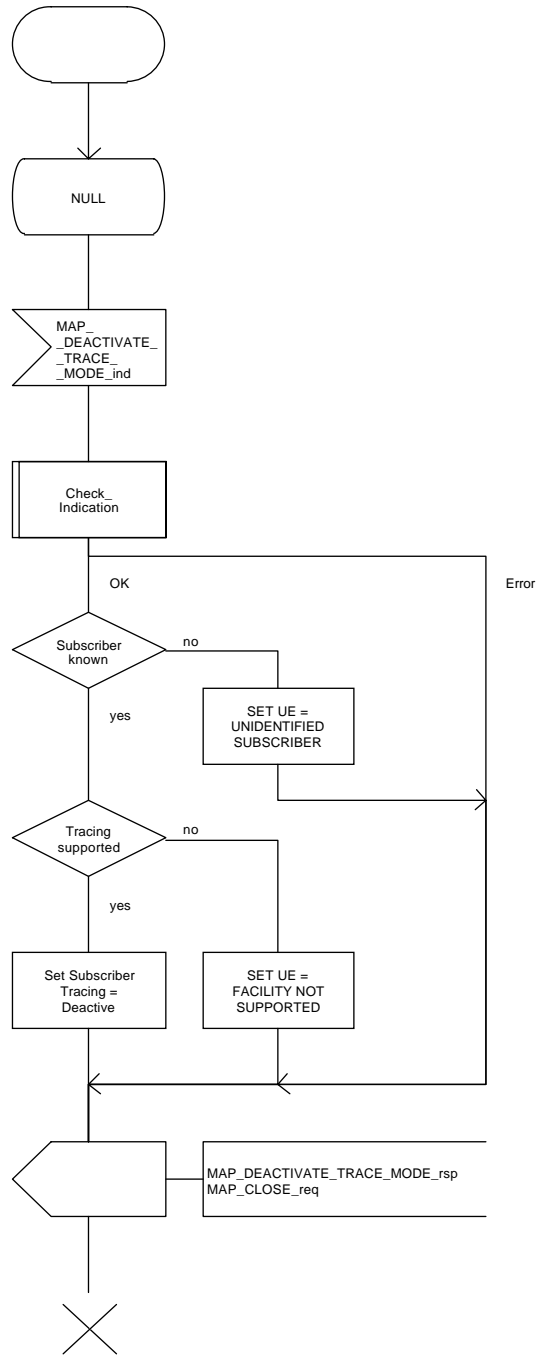 NULL
MAP_
_DEACTIVATE_
_TRACE_
_MODE_ind
Check_
Indication
OK
Error
Subscriber
known
no
yes
SET UE =
UNIDENTIFIED
SUBSCRIBER
Tracing
supported
no
yes
Set Subscriber
Tracing =
Deactive
SET UE =
FACILITY NOT
SUPPORTED
MAP_DEACTIVATE_TRACE_MODE_rsp
MAP_CLOSE_req